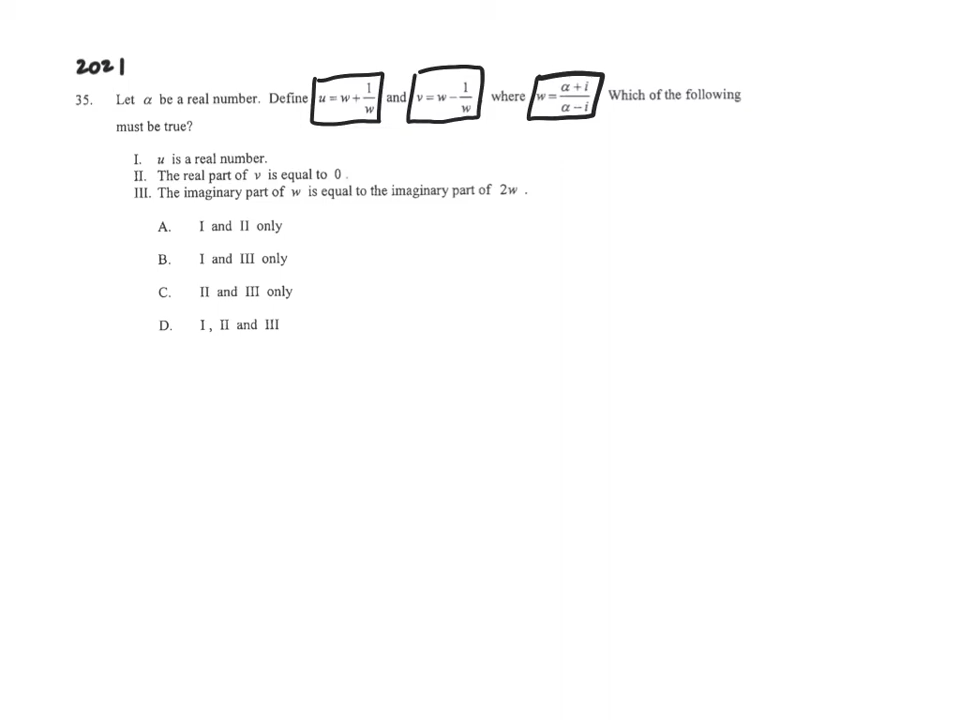 2021
35. Let α be a real number. Define u = w + 1/w and v = w − 1/w where w = (α + i)/(α − i) Which of the following
must be true?
I. u is a real number.
II. The real part of v is equal to 0 .
III. The imaginary part of w is equal to the imaginary part of 2w .
A. I and II only
B. I and III only
C. II and III only
D. I , II and III